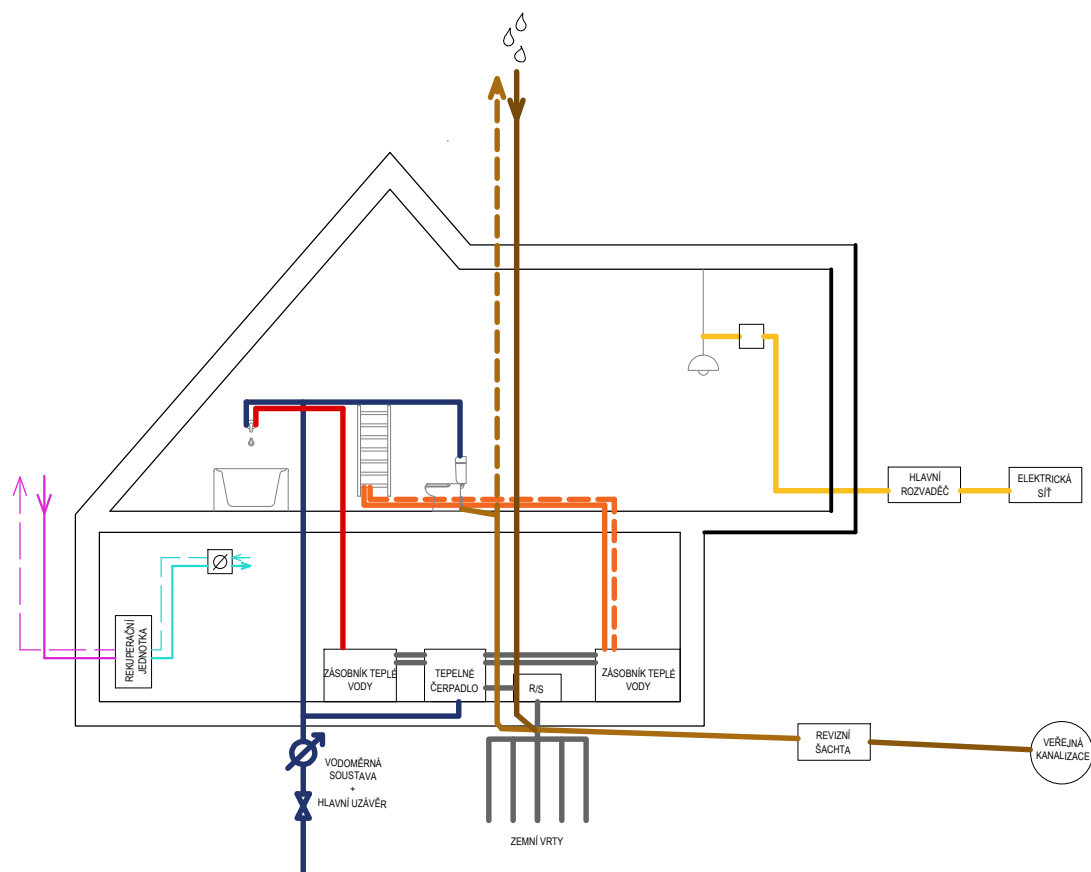 HLAVNÍ
ROZVADĚČ
ELEKTRICKÁ
SÍŤ
REKUPERAČNÍ
JEDNOTKA
ZÁSOBNÍK TEPLÉ
VODY
TEPELNÉ
ČERPADLO
R/S
ZÁSOBNÍK TEPLÉ
VODY
REVIZNÍ
ŠACHTA
VEŘEJNÁ
KANALIZACE
VODOMĚRNÁ
SOUSTAVA
+
HLAVNÍ UZÁVĚR
ZEMNÍ VRTY